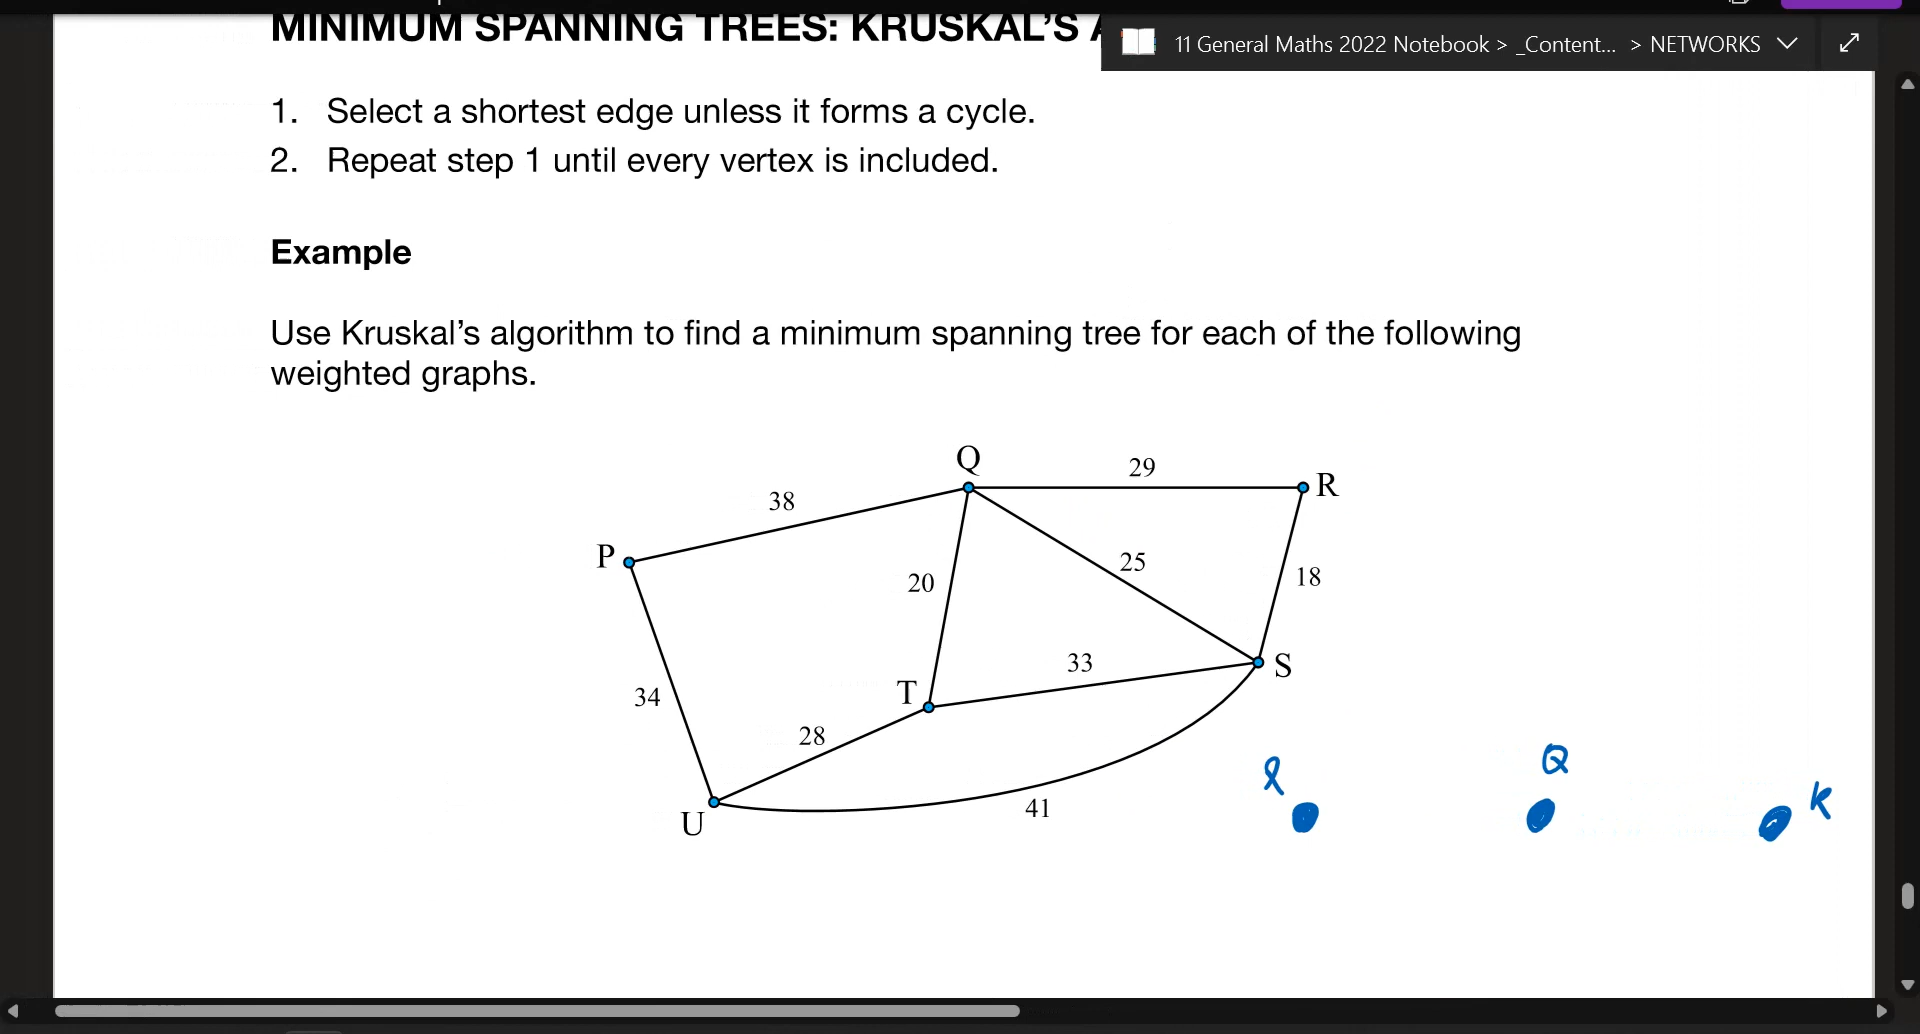 MINIMUM SPANNING TREES: KRUSKAL'S
11 General Maths 2022 Notebook > _Content... > NETWORKS
1. Select a shortest edge unless it forms a cycle.
2. Repeat step 1 until every vertex is included.
Example
Use Kruskal's algorithm to find a minimum spanning tree for each of the following
weighted graphs.
Q
29
R
38
P
25
20
18
33
S
T
34
28
41
U
Q